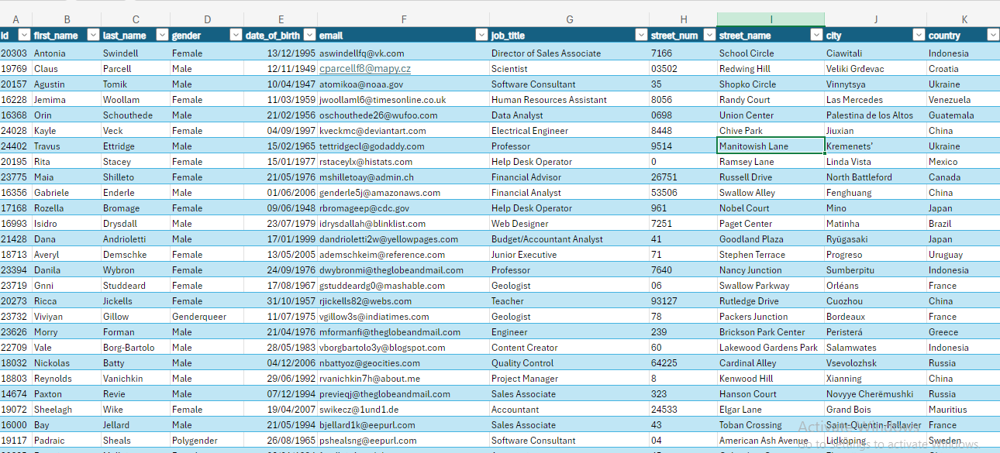 A B C D E F G H I J K
id first_name last_name gender date_of_birth email job_title street_num street_name city country
20303 Antonia Swindell Female 13/12/1995 aswindellfq@vk.com Director of Sales Associate 7166 School Circle Ciawitali Indonesia
19769 Claus Parcell Male 12/11/1949 cparcellf8@mapy.cz Scientist 03502 Redwing Hill Veliki Grđevac Croatia
20157 Agustin Tomik Male 10/04/1947 atomikoa@noaa.gov Software Consultant 35 Shopko Circle Vinnytsya Ukraine
16228 Jemima Woollam Female 11/03/1959 jwoollaml6@timesonline.co.uk Human Resources Assistant 8056 Randy Court Las Mercedes Venezuela
16368 Orin Schouthede Male 21/02/1956 oschouthede26@wufoo.com Data Analyst 0698 Union Center Palestina de los Altos Guatemala
24028 Kayle Veck Female 04/09/1997 kveckmc@deviantart.com Electrical Engineer 8448 Chive Park Jiuxian China
24402 Travus Ettridge Male 15/02/1965 tettridgecl@godaddy.com Professor 9514 Manitowish Lane Kremenets’ Ukraine
20195 Rita Stacey Female 15/01/1977 rstaceylx@histats.com Help Desk Operator 0 Ramsey Lane Linda Vista Mexico
23775 Maia Shilleto Female 21/05/1976 mshilletoay@admin.ch Financial Advisor 26751 Russell Drive North Battleford Canada
16356 Gabriele Enderle Male 01/06/2006 genderle5j@amazonaws.com Financial Analyst 53506 Swallow Alley Fenghuang China
17168 Rozella Bromage Female 09/06/1948 rbromageep@cdc.gov Help Desk Operator 961 Nobel Court Mino Japan
16993 Isidro Drysdall Male 23/07/1979 idrysdallah@blinklist.com Web Designer 7251 Paget Center Matinha Brazil
21428 Dana Andrioletti Male 17/01/1999 dandrioletti2w@yellowpages.com Budget/Accountant Analyst 41 Goodland Plaza Ryūgasaki Japan
18713 Averyl Demschke Female 13/05/2005 ademschkeim@reference.com Junior Executive 71 Stephen Terrace Progreso Uruguay
23394 Danila Wybron Female 24/09/1976 dwybronmi@theglobeandmail.com Professor 7640 Nancy Junction Sumberpitu Indonesia
23719 Gnni Studdeard Female 17/08/1967 gstuddeardg0@mashable.com Geologist 06 Swallow Parkway Orléans France
20273 Ricca Jickells Female 31/10/1957 rjickells82@webs.com Teacher 93127 Rutledge Drive Cuozhou China
23732 Viviyan Gillow Genderqueer 11/07/1975 vgillow3s@indiatimes.com Geologist 78 Packers Junction Bordeaux France
23626 Morry Forman Male 21/04/1976 mformanfi@theglobeandmail.com Engineer 239 Brickson Park Center Peristerá Greece
22709 Vale Borg-Bartolo Male 28/05/1983 vborgbartolo3y@blogspot.com Content Creator 60 Lakewood Gardens Park Salamwates Indonesia
18032 Nickolas Batty Male 04/12/2006 nbattyoz@geocities.com Quality Control 64225 Cardinal Alley Vsevolozhsk Russia
18803 Reynolds Vanichkin Male 29/06/1992 rvanichkin7h@about.me Project Manager 8 Kenwood Hill Xianning China
14674 Paxton Revie Male 07/12/1994 previeqj@theglobeandmail.com Sales Associate 323 Hanson Court Novyye Cherëmushki Russia
19072 Sheelagh Wike Female 19/04/2007 swikecz@1und1.de Accountant 24533 Elgar Lane Grand Bois Mauritius
16000 Bay Jellard Male 21/05/1994 bjellard1k@eepurl.com Sales Associate 43 Toban Crossing Saint-Quentin-Fallavier France
19117 Padraic Sheals Polygender 26/08/1965 pshealsng@eepurl.com Software Consultant 04 American Ash Avenue Lidköping Sweden
Activate Windows
Go to Settings to activate Windows.